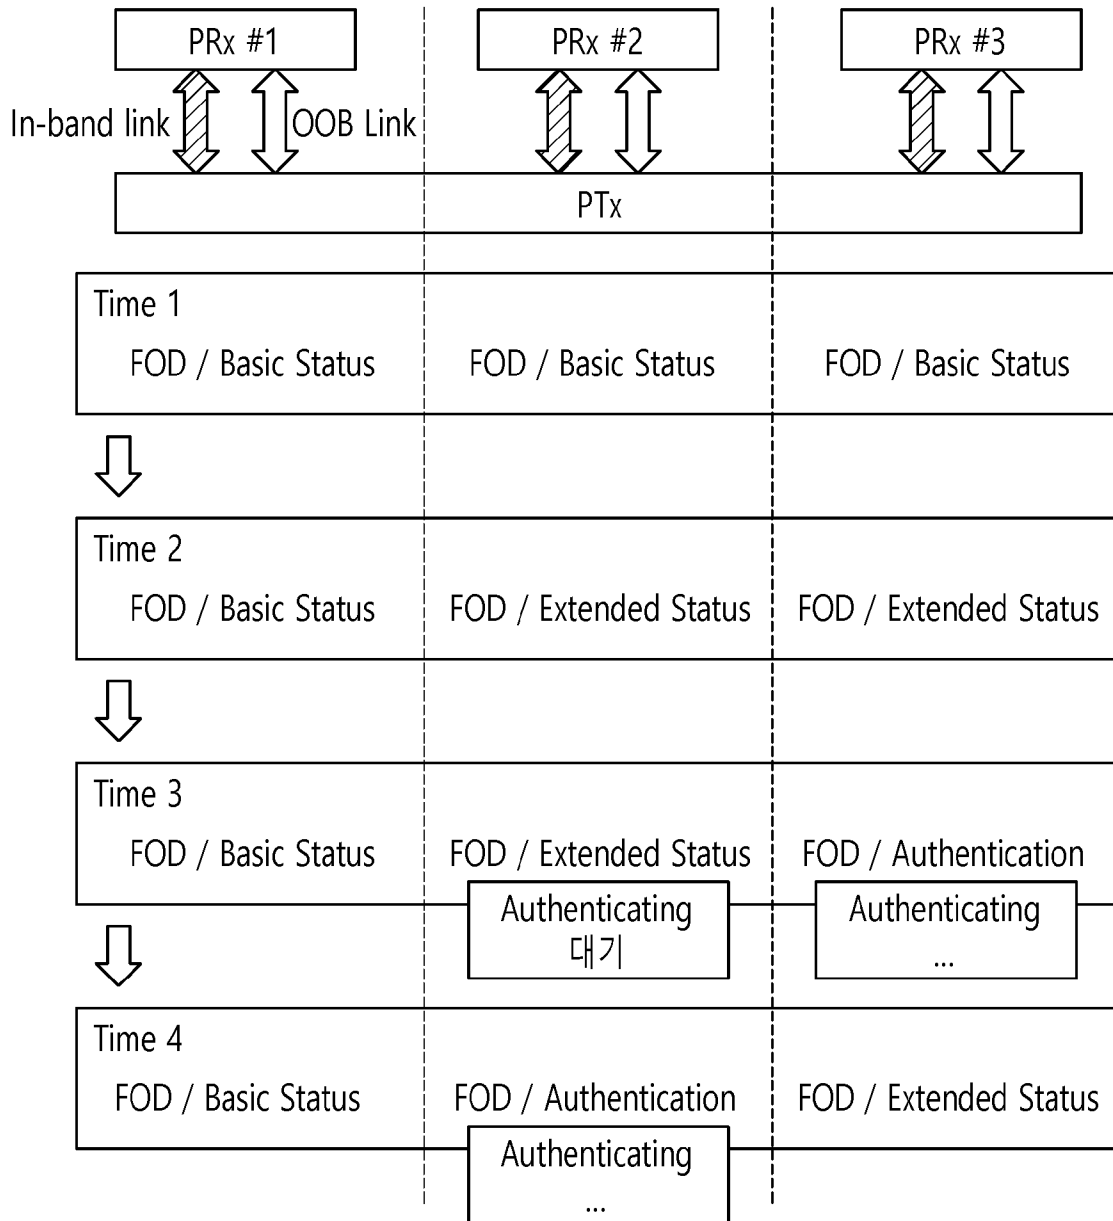 PRx #1
PRx #2
PRx #3
In-band link
OOB Link
PTx
Time 1
FOD / Basic Status
FOD / Basic Status
FOD / Basic Status
Time 2
FOD / Basic Status
FOD / Extended Status
FOD / Extended Status
Time 3
FOD / Basic Status
FOD / Extended Status
FOD / Authentication
Authenticating
대기
Authenticating
...
Time 4
FOD / Basic Status
FOD / Authentication
FOD / Extended Status
Authenticating
...